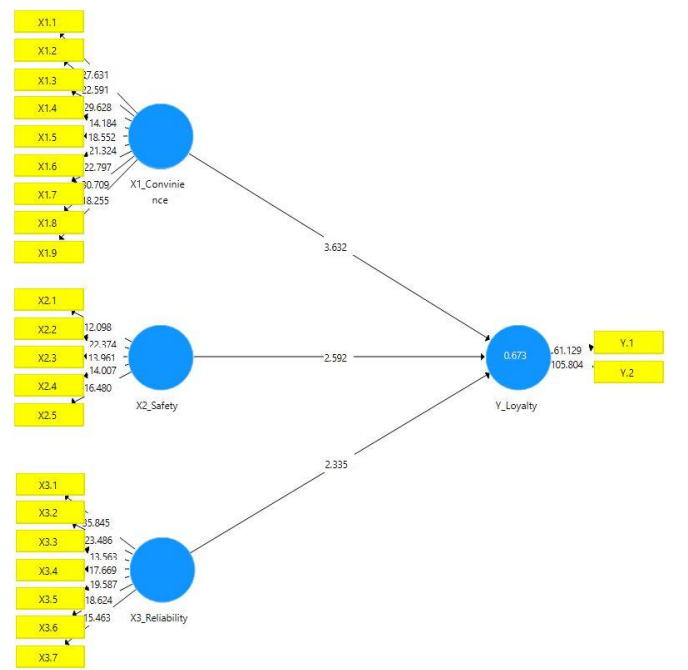 X1.1
X1.2
X1.3
X1.4
X1.5
X1.6
X1.7
X1.8
X1.9
27.631
22.591
29.628
14.184
18.552
21.324
22.797
30.709
18.255
X1_Convinie
nce
3.632
X2.1
X2.2
X2.3
X2.4
X2.5
12.098
22.374
13.961
14.007
16.480
X2_Safety
2.592
0.673
Y_Loyalty
61.129
105.804
Y.1
Y.2
2.335
X3.1
X3.2
X3.3
X3.4
X3.5
X3.6
X3.7
23.486
13.563
17.669
19.587
18.624
15.463
X3_Reliability